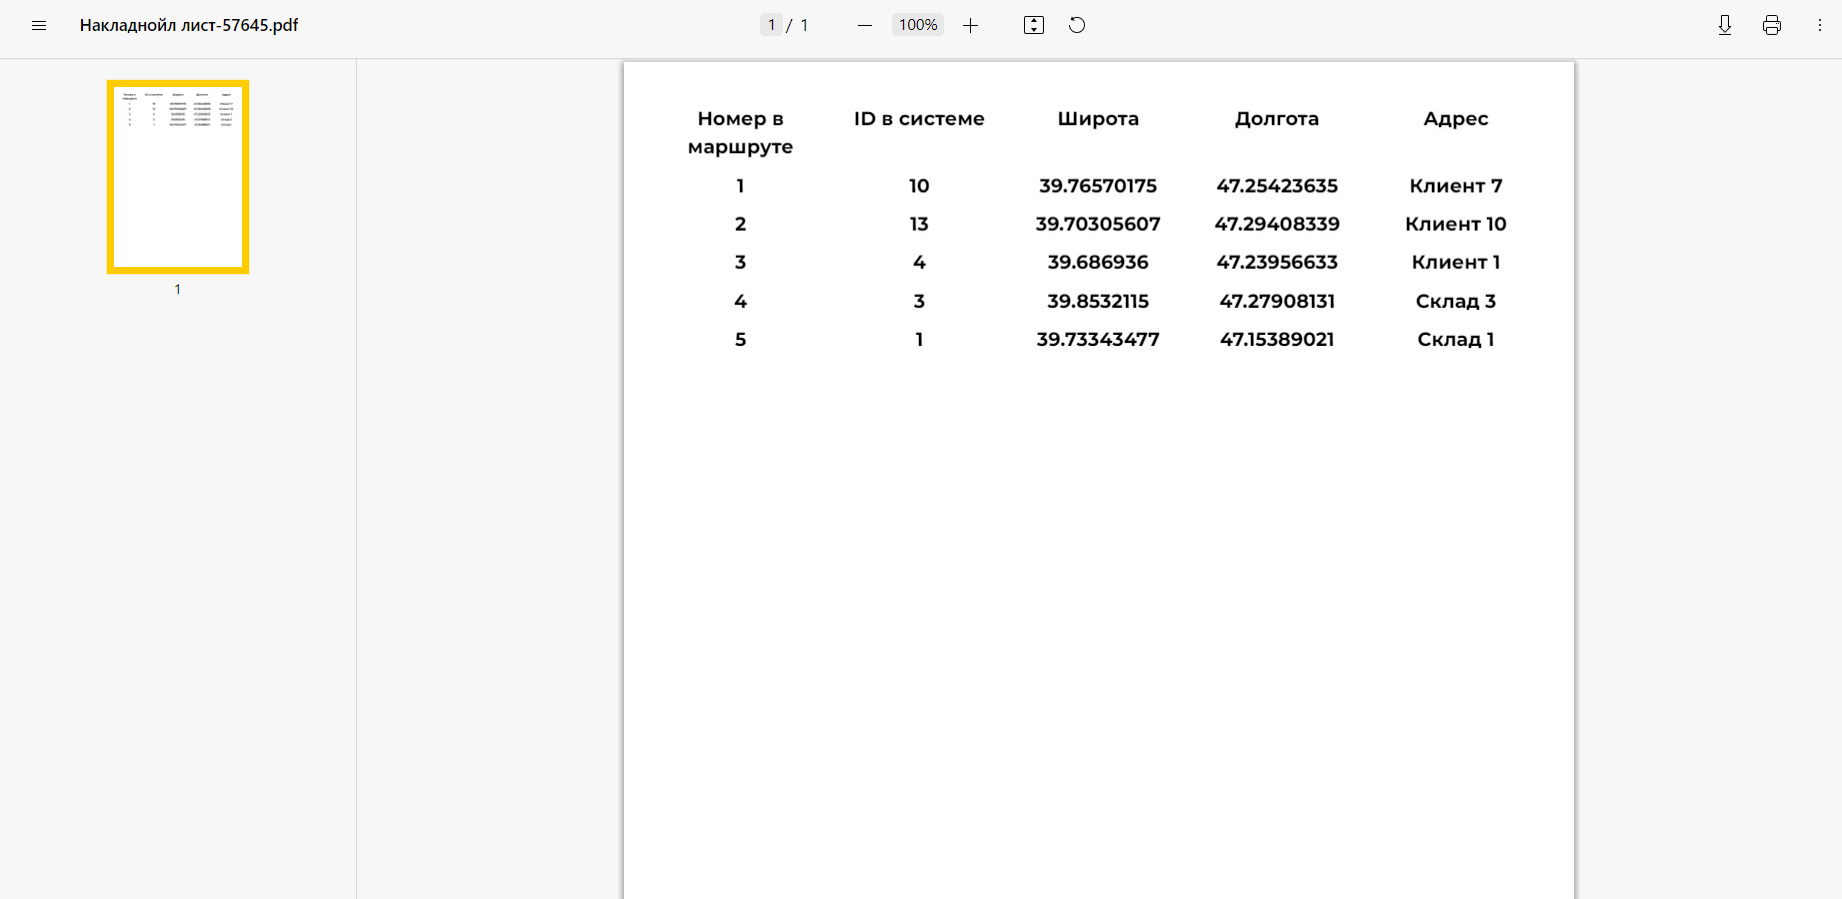 Накладнойл лист-57645.pdf
1 / 1
100%
1
Номер в маршруте ID в системе Широта Долгота Адрес
1 10 39.76570175 47.25423635 Клиент 7
2 13 39.70305607 47.29408339 Клиент 10
3 4 39.686936 47.23956633 Клиент 1
4 3 39.8532115 47.27908131 Склад 3
5 1 39.73343477 47.15389021 Склад 1